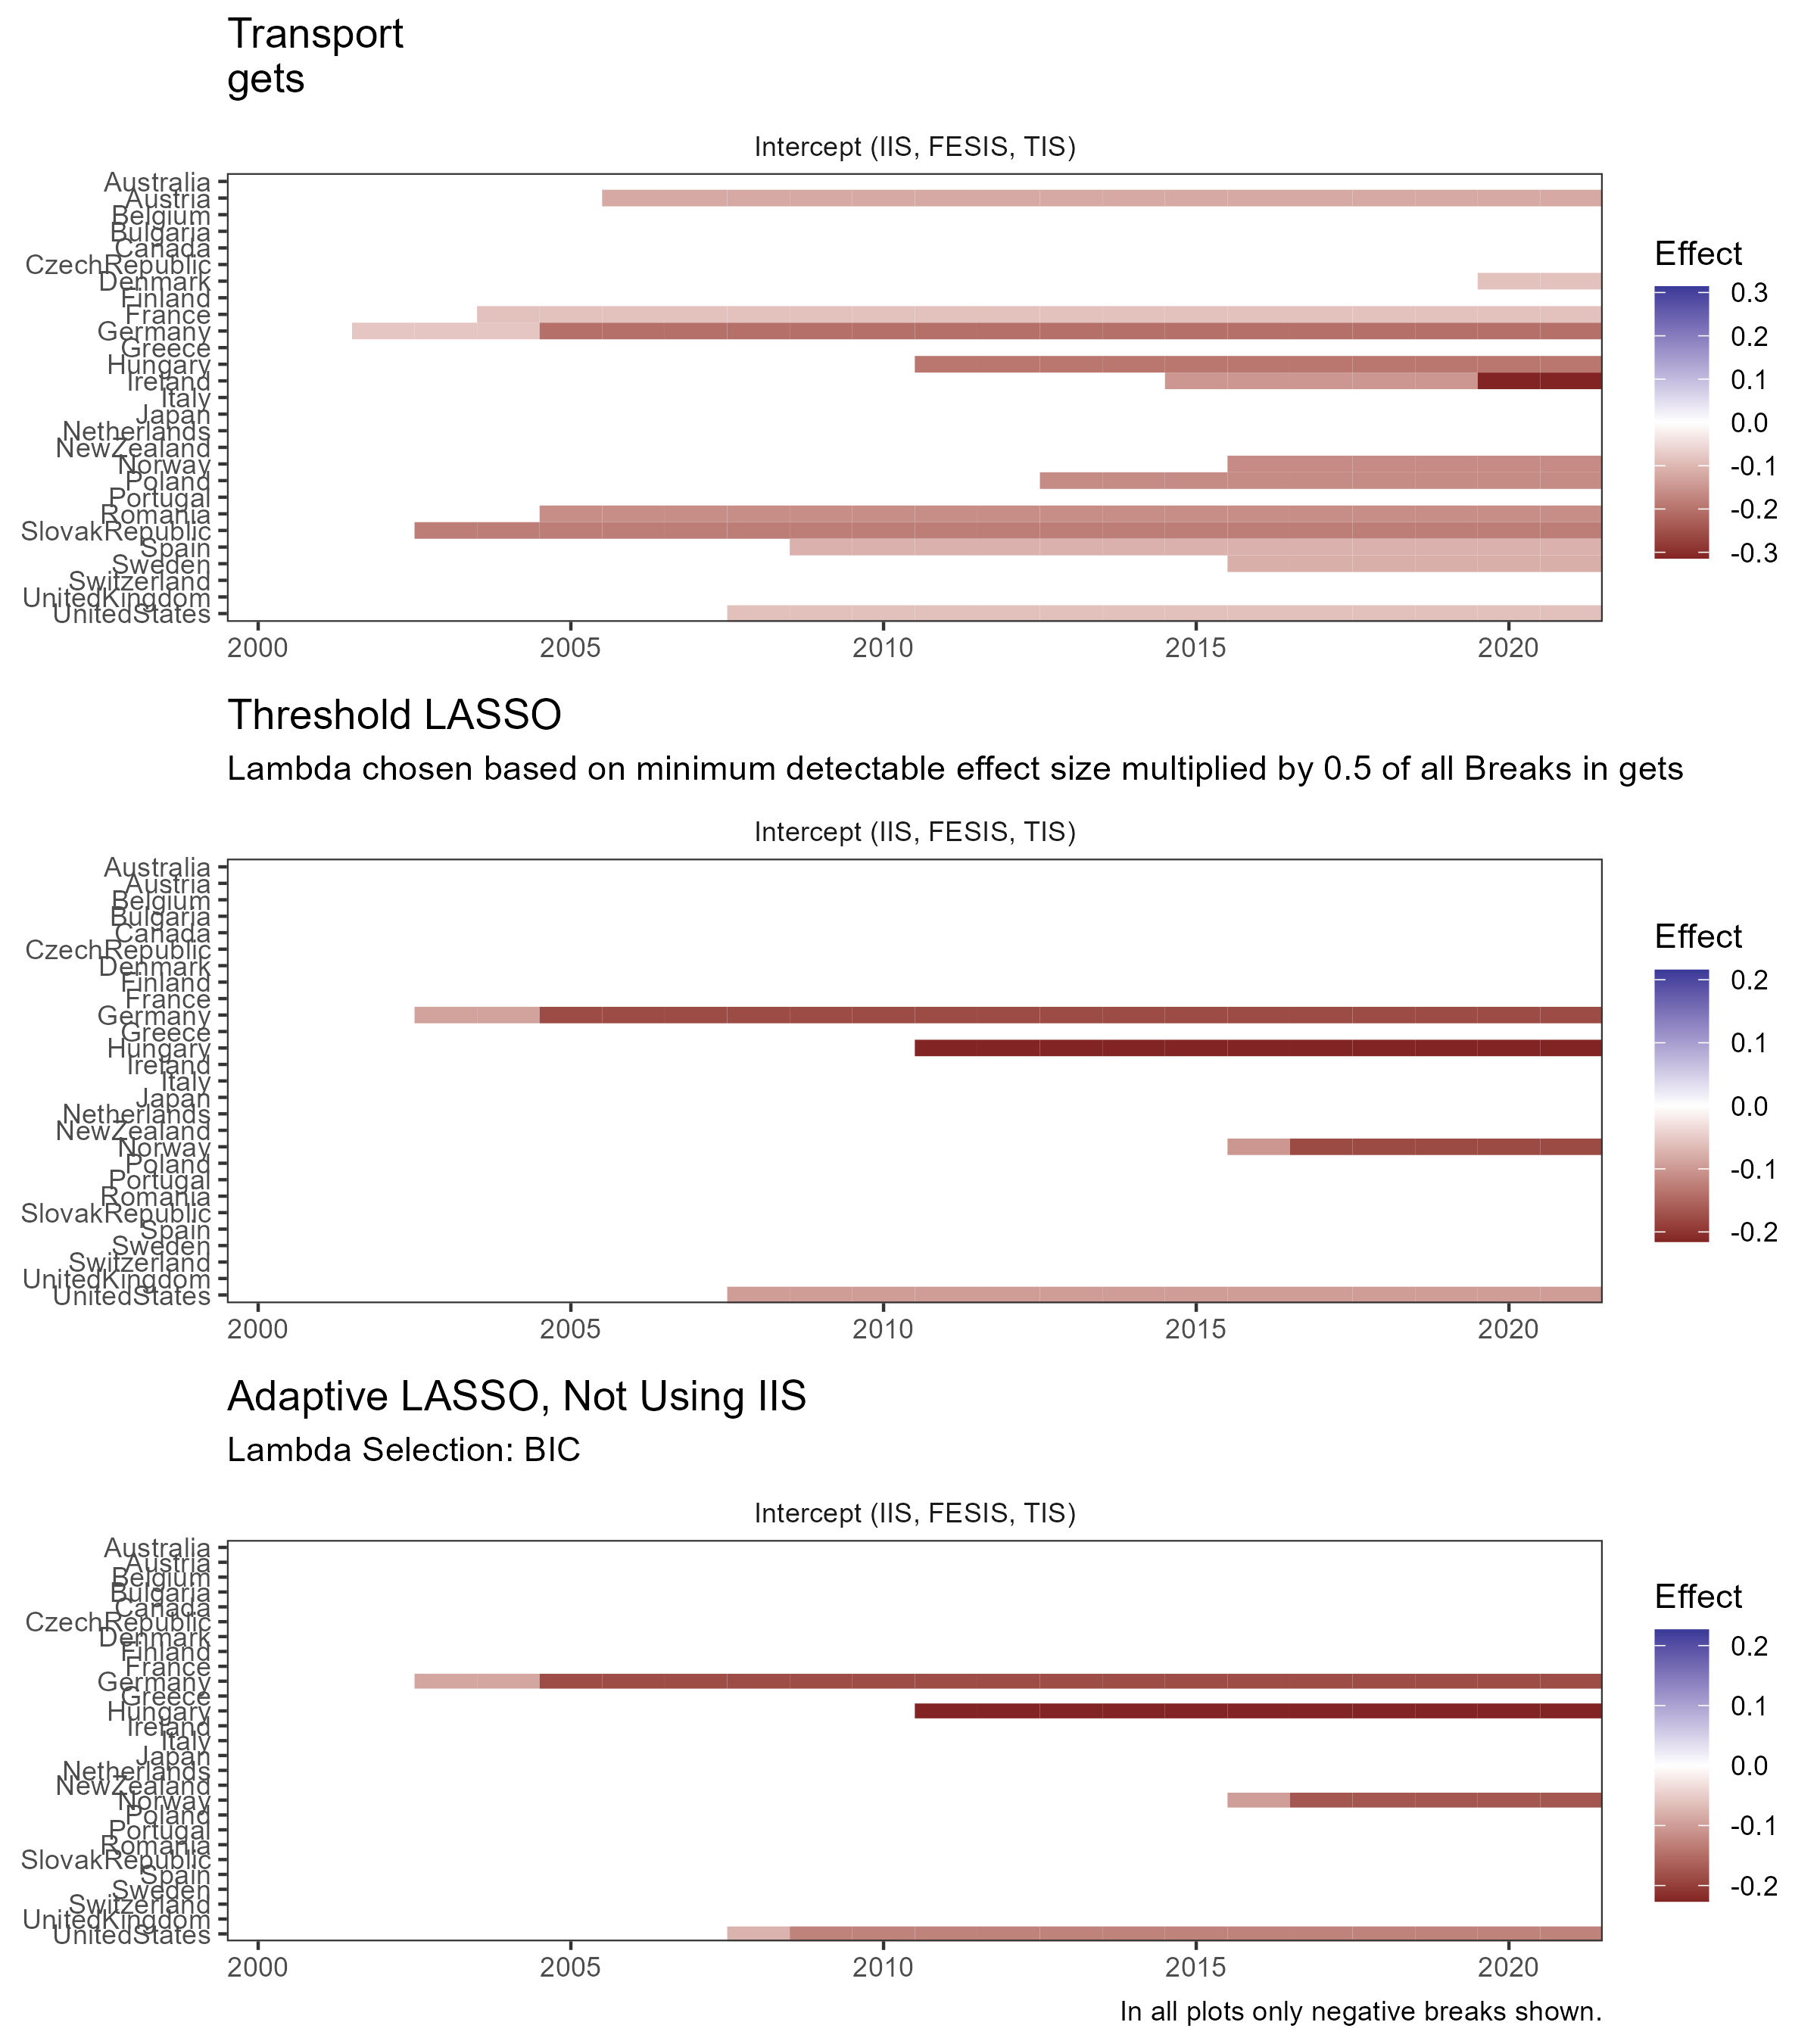 Transport
gets
Intercept (IIS, FESIS, TIS)
Australia
Austria
Belgium
Bulgaria
Canada
CzechRepublic
Denmark
Finland
France
Germany
Greece
Hungary
Ireland
Italy
Japan
Netherlands
NewZealand
Norway
Poland
Portugal
Romania
SlovakRepublic
Spain
Sweden
Switzerland
UnitedKingdom
UnitedStates
2000 2005 2010 2015 2020
Effect
0.3
0.2
0.1
0.0
-0.1
-0.2
-0.3
Threshold LASSO
Lambda chosen based on minimum detectable effect size multiplied by 0.5 of all Breaks in gets
Intercept (IIS, FESIS, TIS)
Australia
Austria
Belgium
Bulgaria
Canada
CzechRepublic
Denmark
Finland
France
Germany
Greece
Hungary
Ireland
Italy
Japan
Netherlands
NewZealand
Norway
Poland
Portugal
Romania
SlovakRepublic
Spain
Sweden
Switzerland
UnitedKingdom
UnitedStates
2000 2005 2010 2015 2020
Effect
0.2
0.1
0.0
-0.1
-0.2
Adaptive LASSO, Not Using IIS
Lambda Selection: BIC
Intercept (IIS, FESIS, TIS)
Australia
Austria
Belgium
Bulgaria
Canada
CzechRepublic
Denmark
Finland
France
Germany
Greece
Hungary
Ireland
Italy
Japan
Netherlands
NewZealand
Norway
Poland
Portugal
Romania
SlovakRepublic
Spain
Sweden
Switzerland
UnitedKingdom
UnitedStates
2000 2005 2010 2015 2020
Effect
0.2
0.1
0.0
-0.1
-0.2
In all plots only negative breaks shown.